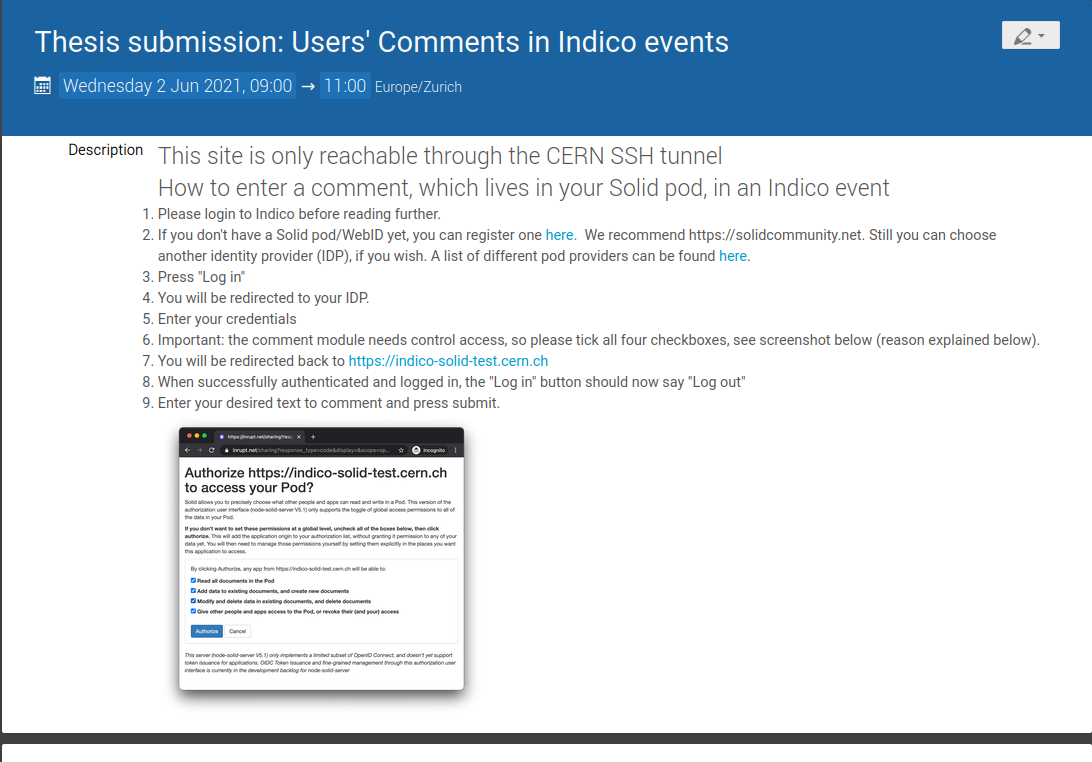 Thesis submission: Users' Comments in Indico events
Wednesday 2 Jun 2021, 09:00 → 11:00 Europe/Zurich
Description
This site is only reachable through the CERN SSH tunnel
How to enter a comment, which lives in your Solid pod, in an Indico event
1. Please login to Indico before reading further.
2. If you don't have a Solid pod/WebID yet, you can register one here.  We recommend https://solidcommunity.net. Still you can choose
another identity provider (IDP), if you wish. A list of different pod providers can be found here.
3. Press "Log in"
4. You will be redirected to your IDP.
5. Enter your credentials
6. Important: the comment module needs control access, so please tick all four checkboxes, see screenshot below (reason explained below).
7. You will be redirected back to https://indico-solid-test.cern.ch
8. When successfully authenticated and logged in, the "Log in" button should now say "Log out"
9. Enter your desired text to comment and press submit.
https://inrupt.net/sharing?resp
inrupt.net/sharing?response_type=code&display=&scope=op...
Incognito
Authorize https://indico-solid-test.cern.ch
to access your Pod?
Solid allows you to precisely choose what other people and apps can read and write in a Pod. This version of the
authorization user interface (node-solid-server V5.1) only supports the toggle of global access permissions to all of
the data in your Pod.
If you don't want to set these permissions at a global level, uncheck all of the boxes below, then click
authorize. This will add the application origin to your authorization list, without granting it permission to any of your
data yet. You will then need to manage those permissions yourself by setting them explicitly in the places you want
this application to access.
By clicking Authorize, any app from https://indico-solid-test.cern.ch will be able to:
Read all documents in the Pod
Add data to existing documents, and create new documents
Modify and delete data in existing documents, and delete documents
Give other people and apps access to the Pod, or revoke their (and your) access
Authorize
Cancel
This server (node-solid-server V5.1) only implements a limited subset of OpenID Connect, and doesn't yet support
token issuance for applications. OIDC Token Issuance and fine-grained management through this authorization user
interface is currently in the development backlog for node-solid-server